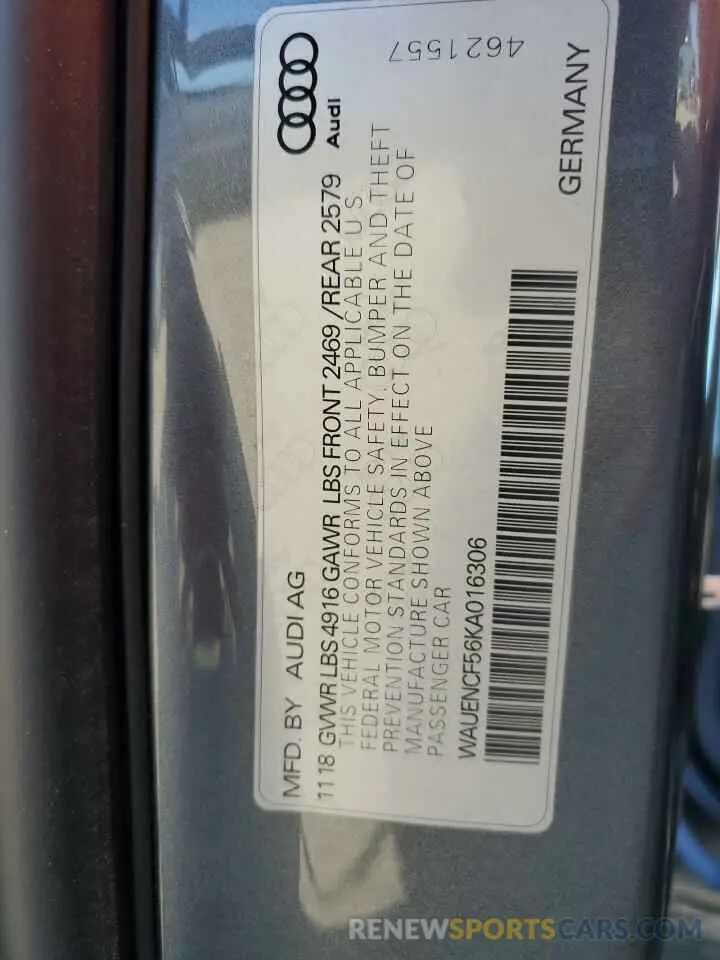 MFD. BY AUDI AG
Audi
1118 GVWR LBS 4916 GAWR LBS FRONT 2469 /REAR 2579
THIS VEHICLE CONFORMS TO ALL APPLICABLE U S
FEDERAL MOTOR VEHICLE SAFETY, BUMPER AND THEFT
PREVENTION STANDARDS IN EFFECT ON THE DATE OF
MANUFACTURE SHOWN ABOVE
PASSENGER CAR
4621557
WAUENCF56KA016306
GERMANY
RENEWSPORTSCARS.COM